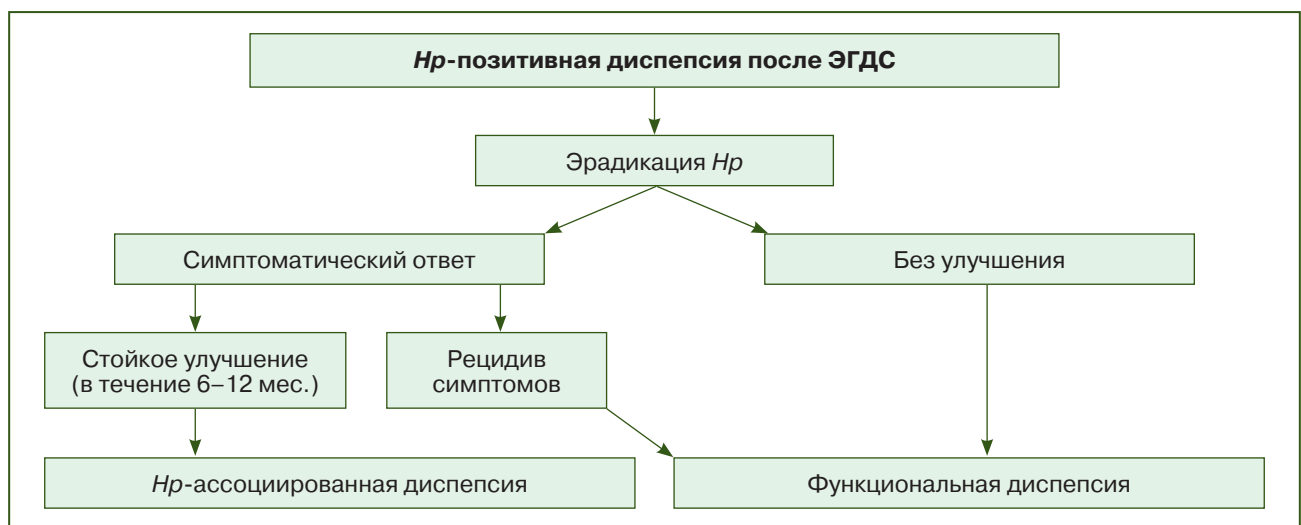 Hp-позитивная диспепсия после ЭГДС
Эрадикация Hp
Симптоматический ответ
Без улучшения
Стойкое улучшение
(в течение 6–12 мес.)
Рецидив
симптомов
Hp-ассоциированная диспепсия
Функциональная диспепсия